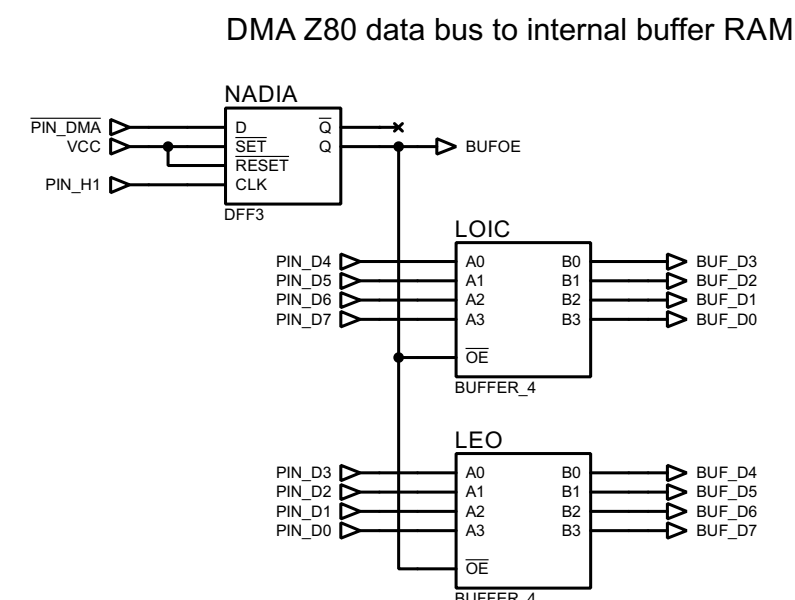 DMA Z80 data bus to internal buffer RAM
NADIA
PIN_DMA D Q
VCC SET Q BUFOE
RESET
PIN_H1 CLK
DFF3
LOIC
PIN_D4 A0 B0 BUF_D3
PIN_D5 A1 B1 BUF_D2
PIN_D6 A2 B2 BUF_D1
PIN_D7 A3 B3 BUF_D0
OE
BUFFER_4
LEO
PIN_D3 A0 B0 BUF_D4
PIN_D2 A1 B1 BUF_D5
PIN_D1 A2 B2 BUF_D6
PIN_D0 A3 B3 BUF_D7
OE
BUFFER_4